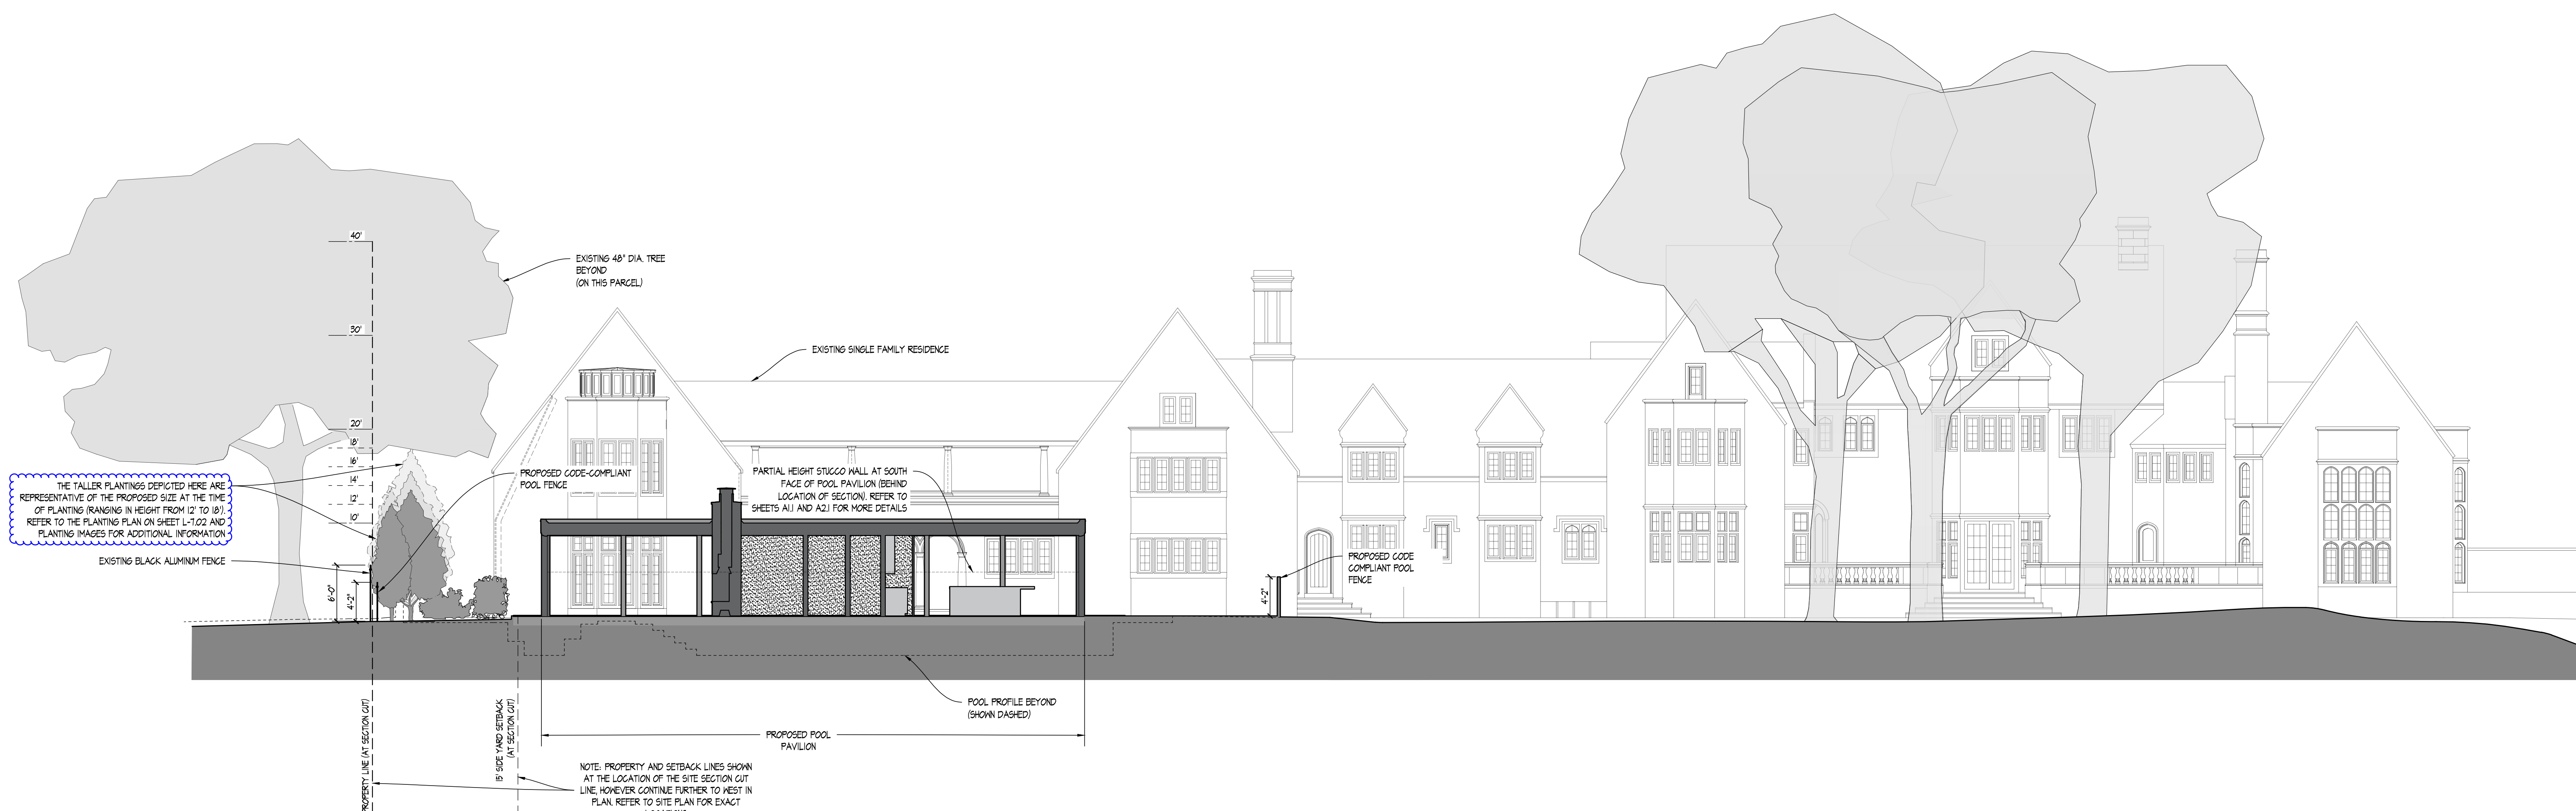 40'
EXISTING 48" DIA. TREE
BEYOND
(ON THIS PARCEL)
30'
EXISTING SINGLE FAMILY RESIDENCE
20'
18'
16'
14'
12'
10'
THE TALLER PLANTINGS DEPICTED HERE ARE
REPRESENTATIVE OF THE PROPOSED SIZE AT THE TIME
OF PLANTING (RANGING IN HEIGHT FROM 12' TO 18').
REFER TO THE PLANTING PLAN ON SHEET L-7.02 AND
PLANTING IMAGES FOR ADDITIONAL INFORMATION
PROPOSED CODE-COMPLIANT
POOL FENCE
PARTIAL HEIGHT STUCCO WALL AT SOUTH
FACE OF POOL PAVILION (BEHIND
LOCATION OF SECTION). REFER TO
SHEETS A1.1 AND A2.1 FOR MORE DETAILS
EXISTING BLACK ALUMINUM FENCE
6'-0"
4'-2"
4'-2"
PROPOSED CODE
COMPLIANT POOL
FENCE
PROPERTY LINE (AT SECTION CUT)
15' SIDE YARD SETBACK
(AT SECTION CUT)
POOL PROFILE BEYOND
(SHOWN DASHED)
PROPOSED POOL
PAVILION
NOTE: PROPERTY AND SETBACK LINES SHOWN
AT THE LOCATION OF THE SITE SECTION CUT
LINE, HOWEVER CONTINUE FURTHER TO WEST IN
PLAN. REFER TO SITE PLAN FOR EXACT